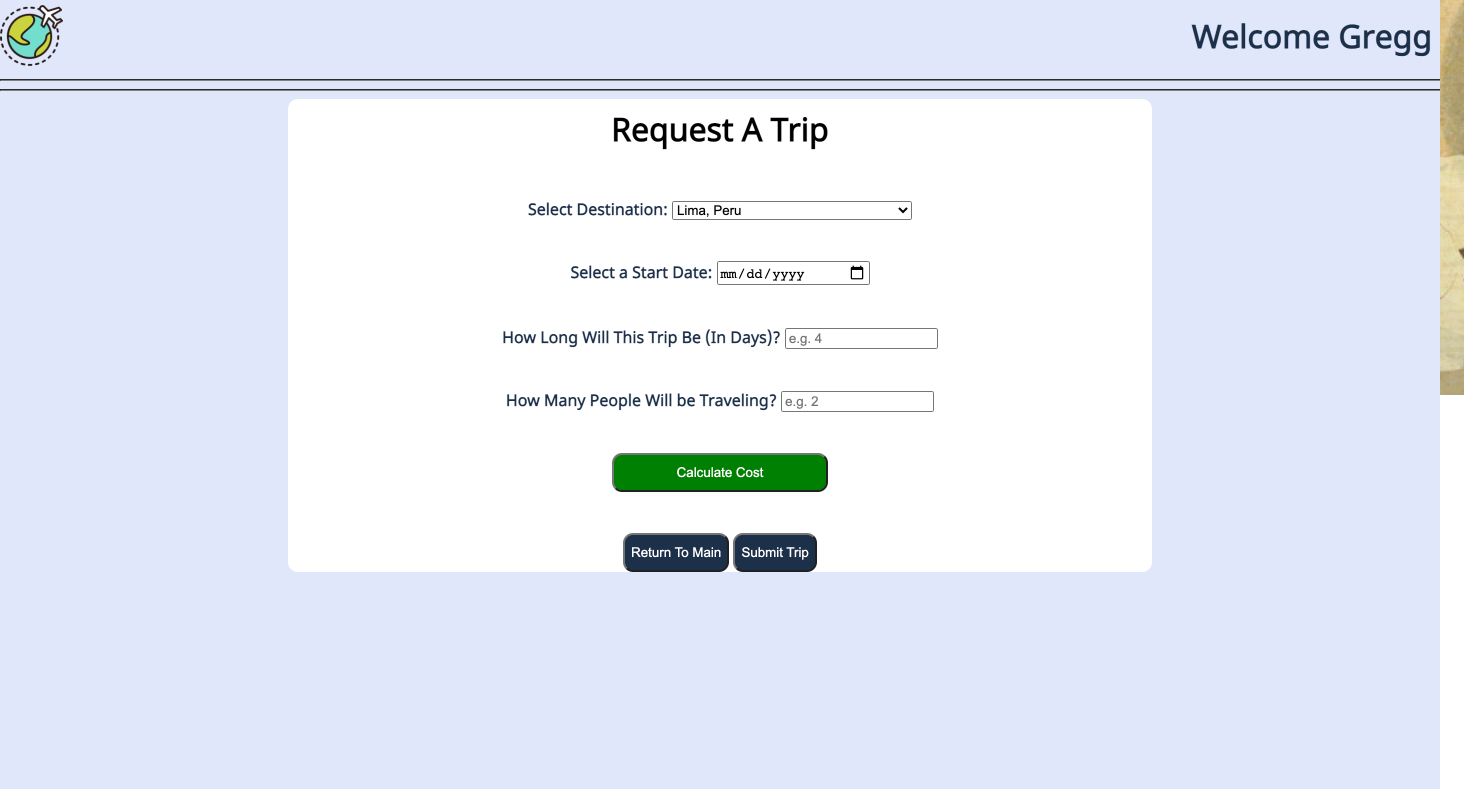 Welcome Gregg
Request A Trip
Select Destination: Lima, Peru
Select a Start Date: mm/dd/yyyy
How Long Will This Trip Be (In Days)? e.g. 4
How Many People Will be Traveling? e.g. 2
Calculate Cost
Return To Main Submit Trip